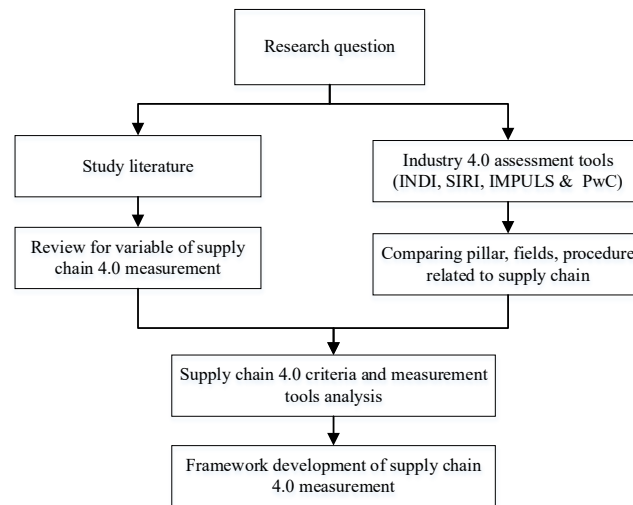 Research question
Study literature
Industry 4.0 assessment tools
(INDI, SIRI, IMPULS & PwC)
Review for variable of supply
chain 4.0 measurement
Comparing pillar, fields, procedure
related to supply chain
Supply chain 4.0 criteria and measurement
tools analysis
Framework development of supply chain
4.0 measurement